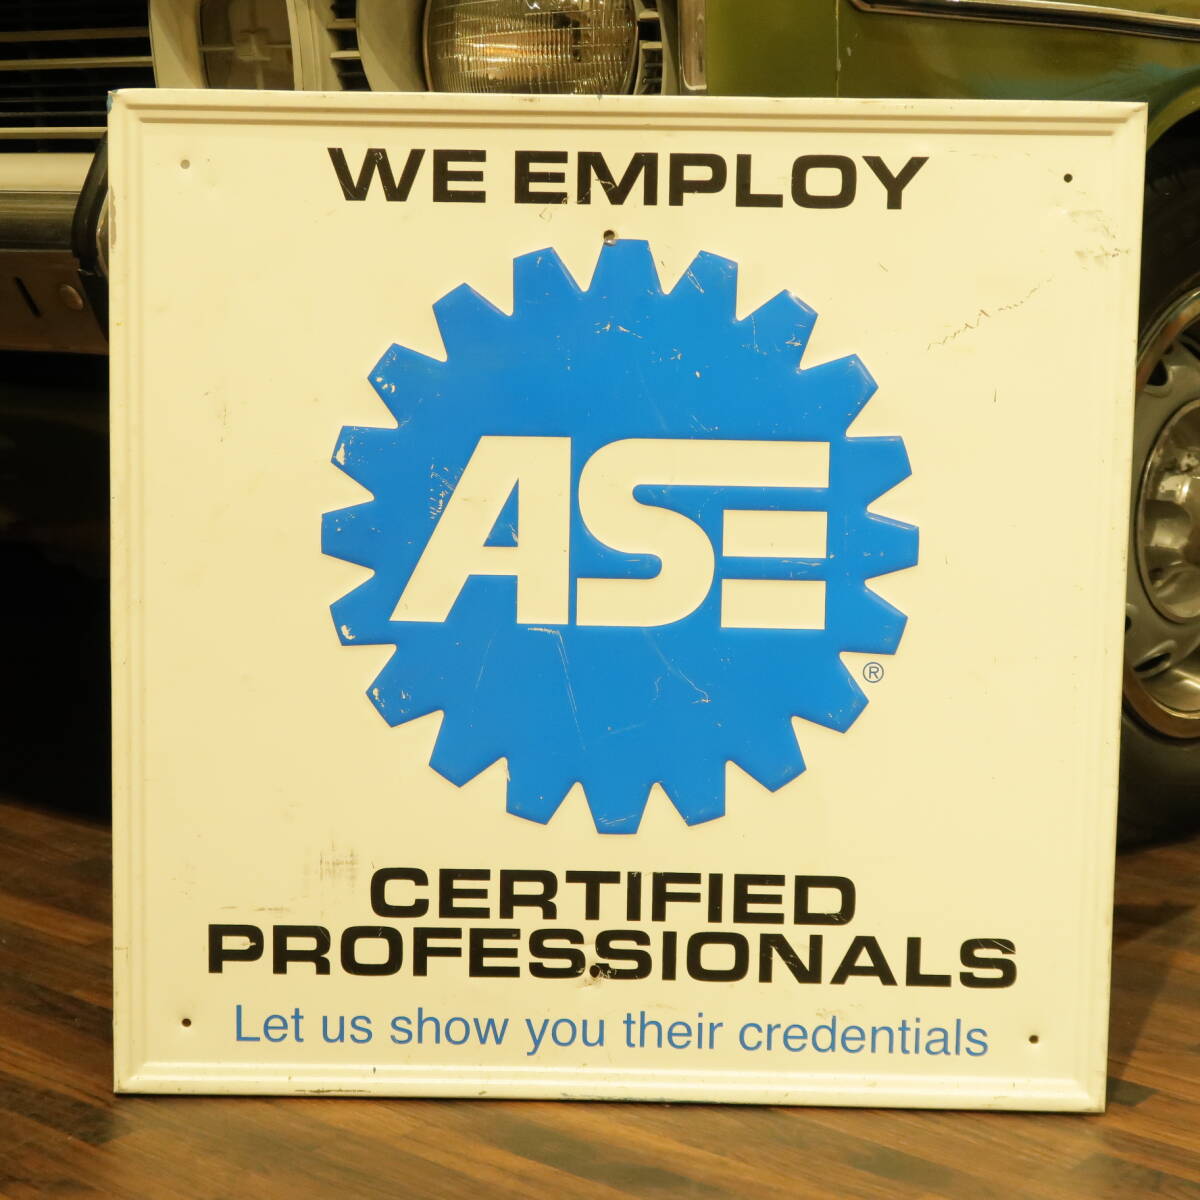 WE EMPLOY
ASE
®
CERTIFIED
PROFESSIONALS
Let us show you their credentials